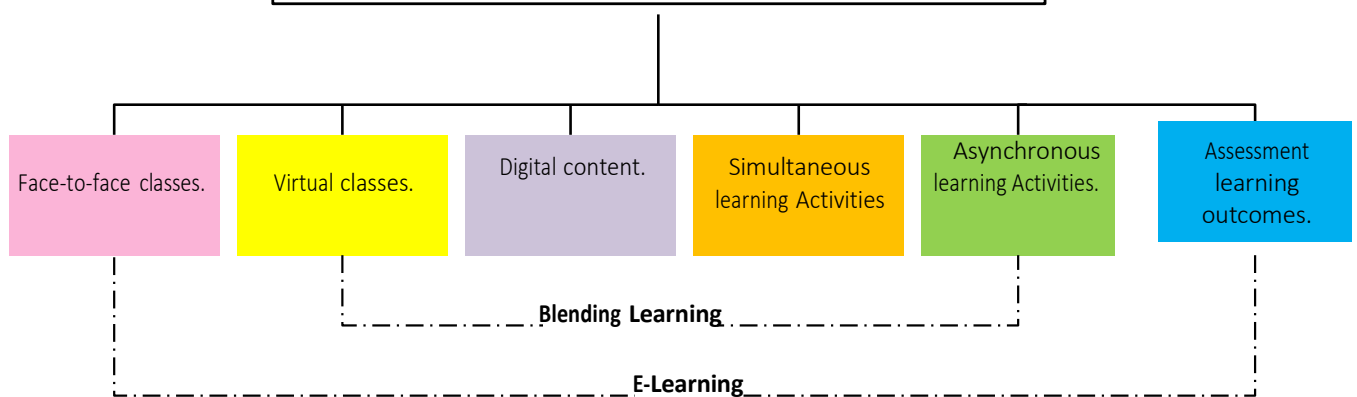 Face-to-face classes.
Virtual classes.
Digital content.
Simultaneous
learning Activities
Asynchronous
learning Activities.
Assessment
learning
outcomes.
Blending Learning
E-Learning